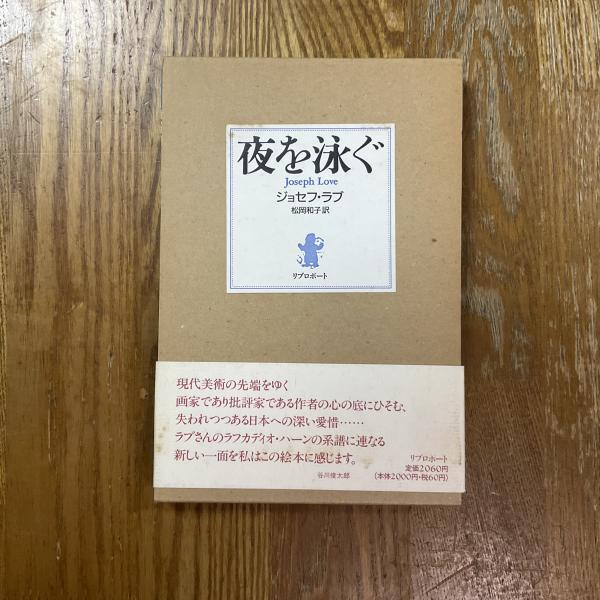 夜を泳ぐ
Joseph Love
ジョセフ・ラブ
松岡和子訳
リブロポート
現代美術の先端をゆく
画家であり批評家である作者の心の底にひそむ、
失われつつある日本への深い愛惜……
ラブさんのラフカディオ・ハーンの系譜に連なる
新しい一面を私はこの絵本に感じます。
谷川俊太郎
リブロポート
定価2060円
(本体2000円・税60円)